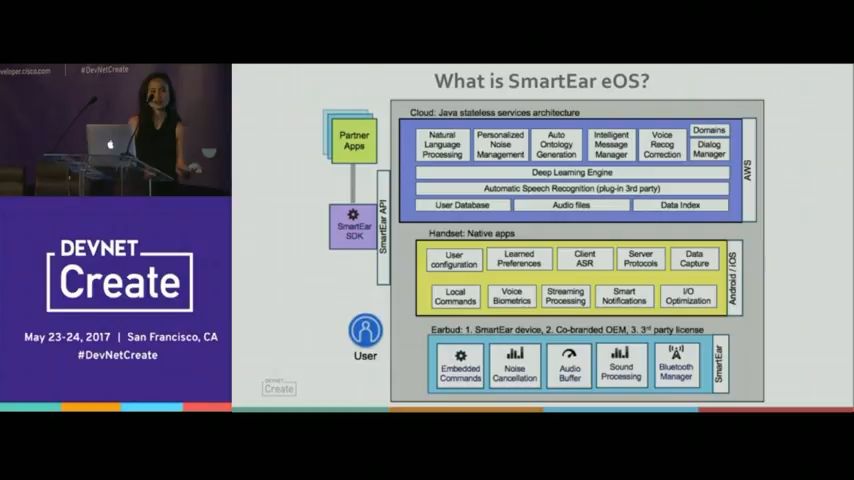 veloper.cisco.com
#DevNetCreate
DEVNET
Create
May 23-24, 2017 | San Francisco, CA
#DevNetCreate
What is SmartEar eOS?
Partner
Apps
SmartEar
SDK
SmartEar API
User
Cloud: Java stateless services architecture
Natural
Language
Processing
Personalized
Noise
Management
Auto
Ontology
Generation
Intelligent
Message
Manager
Voice
Recog
Correction
Domains
Dialog
Manager
Deep Learning Engine
Automatic Speech Recognition (plug-in 3rd party)
User Database
Audio files
Data Index
AWS
Handset: Native apps
User
configuration
Learned
Preferences
Client
ASR
Server
Protocols
Data
Capture
Local
Commands
Voice
Biometrics
Streaming
Processing
Smart
Notifications
I/O
Optimization
Android / iOS
Earbud: 1. SmartEar device, 2. Co-branded OEM, 3. 3rd party license
Embedded
Commands
Noise
Cancellation
Audio
Buffer
Sound
Processing
Bluetooth
Manager
SmartEar
DEVNET
Create